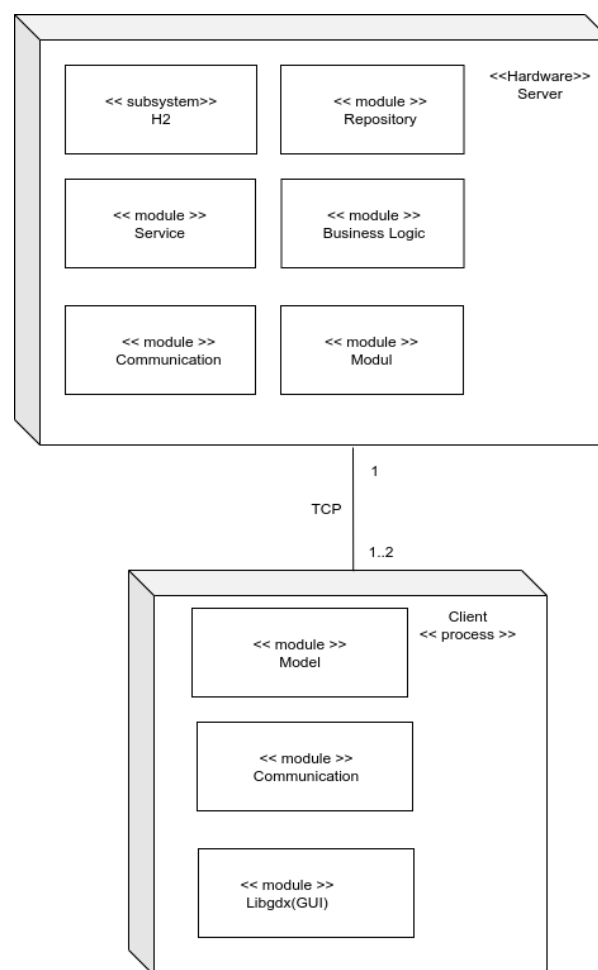 << subsystem>>
H2
<< module >>
Repository
<<Hardware>>
Server
<< module >>
Service
<< module >>
Business Logic
<< module >>
Communication
<< module >>
Modul
1
TCP
1..2
Client
<< process >>
<< module >>
Model
<< module >>
Communication
<< module >>
Libgdx(GUI)